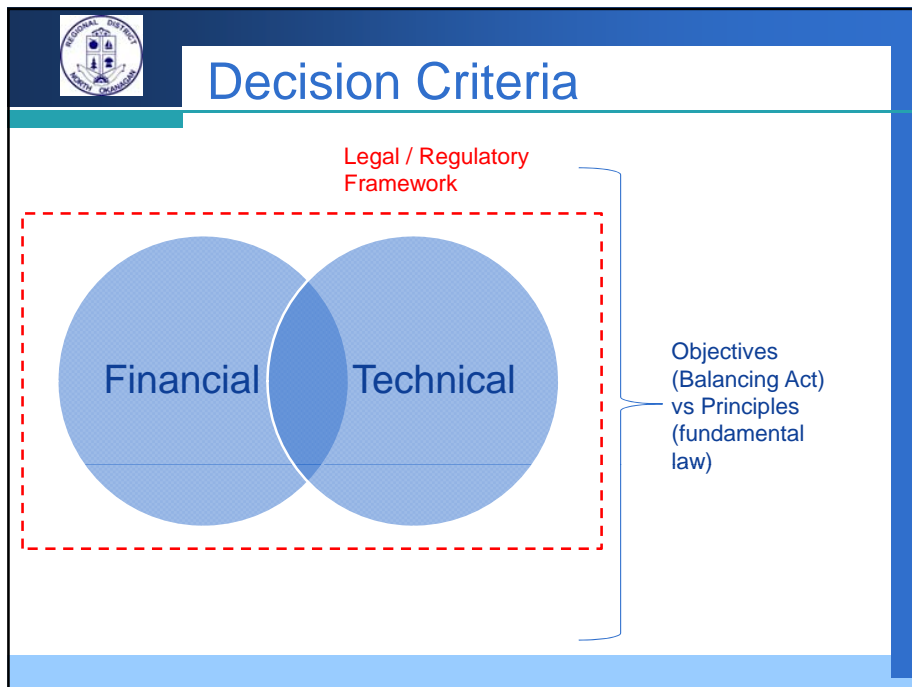 REGIONAL DISTRICT
NORTH OKANAGAN
Decision Criteria
Legal / Regulatory
Framework
Financial
Technical
Objectives
(Balancing Act)
vs Principles
(fundamental
law)